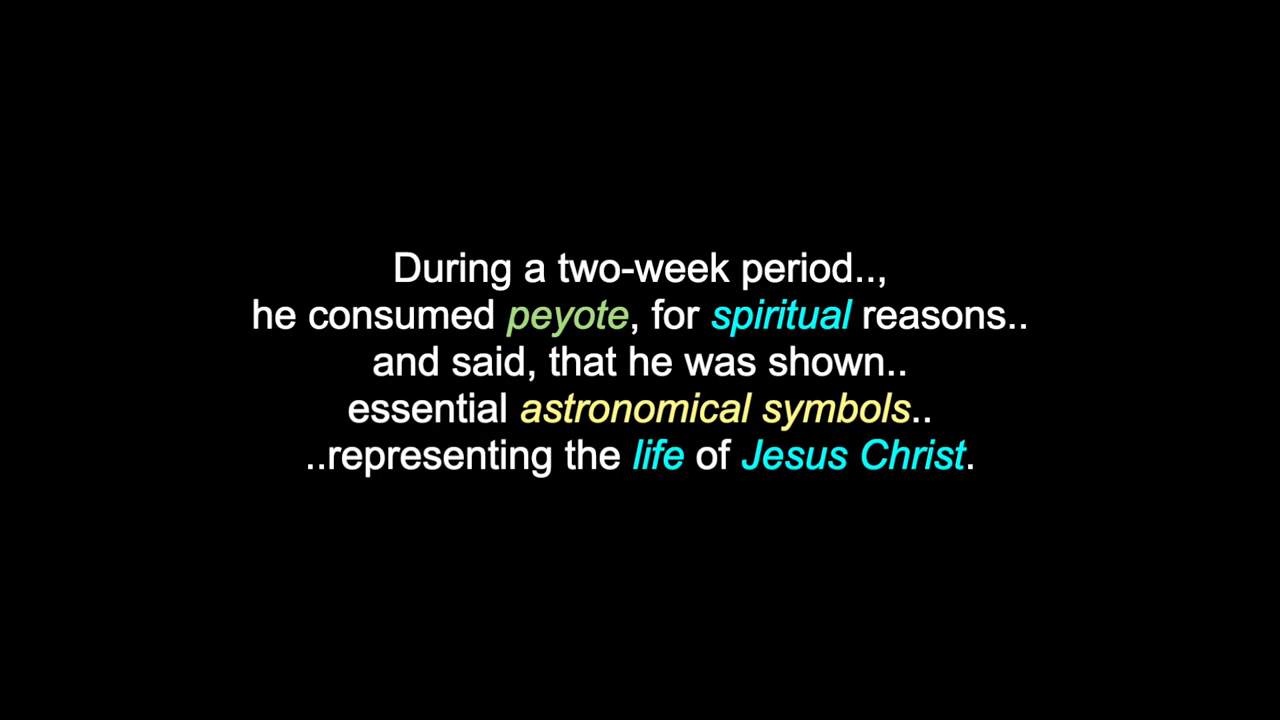 During a two-week period..,
he consumed peyote, for spiritual reasons..
and said, that he was shown..
essential astronomical symbols..
..representing the life of Jesus Christ.